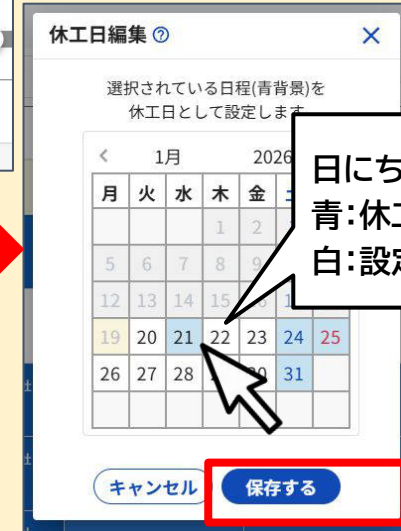 休工日編集
選択されている日程(青背景)を
休工日として設定します
1月 2026
月 火 水 木 金
1 2
5 6 7 8 9
12 13 14 15
19 20 21 22 23 24 25
26 27 28 30 31
日にち
青:休工
白:設定
キャンセル 保存する